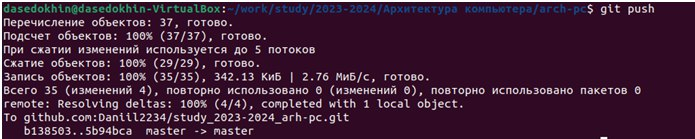 dasedokhin@dasedokhin-VirtualBox:~/work/study/2023-2024/Архитектура компьютера/arch-pc$ git push
Перечисление объектов: 37, готово.
Подсчет объектов: 100% (37/37), готово.
При сжатии изменений используется до 5 потоков
Сжатие объектов: 100% (29/29), готово.
Запись объектов: 100% (35/35), 342.13 КиБ | 2.76 МиБ/с, готово.
Всего 35 (изменений 4), повторно использовано 0 (изменений 0), повторно использовано пакетов 0
remote: Resolving deltas: 100% (4/4), completed with 1 local object.
To github.com:Daniil2234/study_2023-2024_arh-pc.git
b138503..5b94bca  master -> master